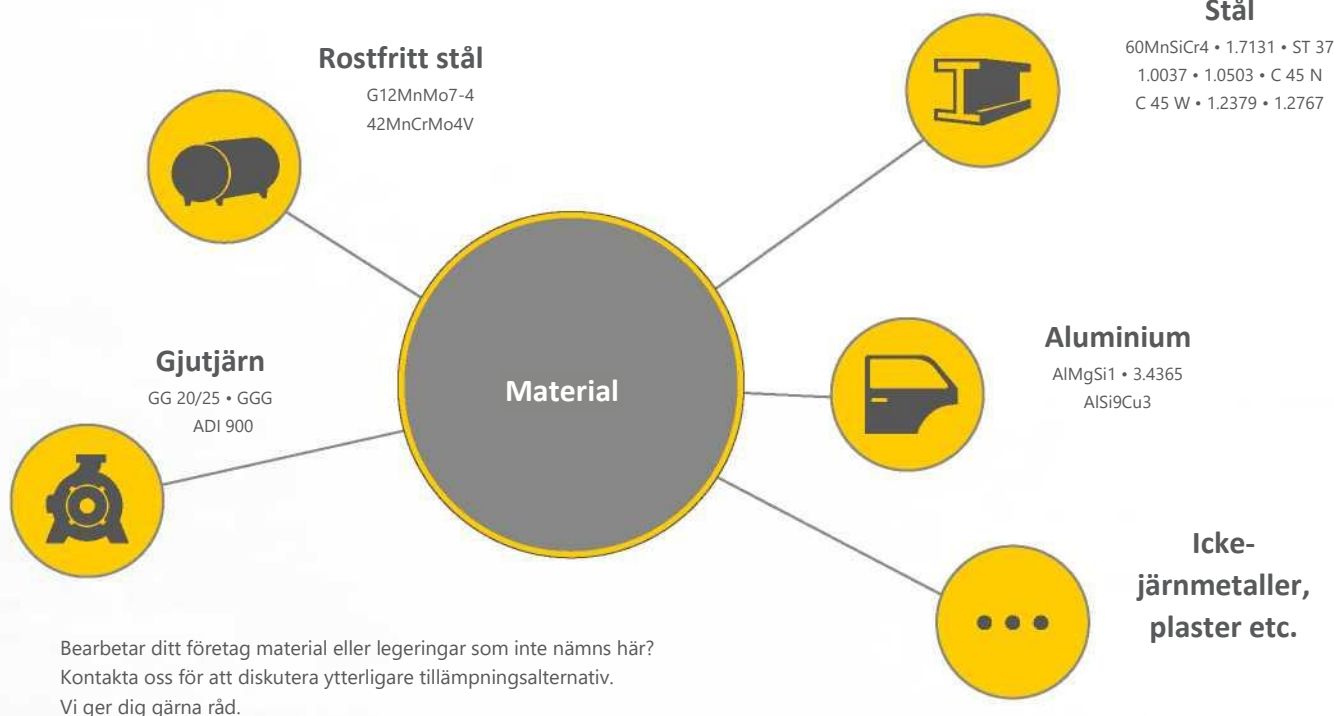 Stål
60MnSiCr4 • 1.7131 • ST 37
1.0037 • 1.0503 • C 45 N
C 45 W • 1.2379 • 1.2767
Rostfritt stål
G12MnMo7-4
42MnCrMo4V
Material
Aluminium
AlMgSi1 • 3.4365
AlSi9Cu3
Gjutjärn
GG 20/25 • GGG
ADI 900
Icke-
järnmetaller,
plaster etc.
Bearbetar ditt företag material eller legeringar som inte nämns här?
Kontakta oss för att diskutera ytterligare tillämpningsalternativ.
Vi ger dig gärna råd.